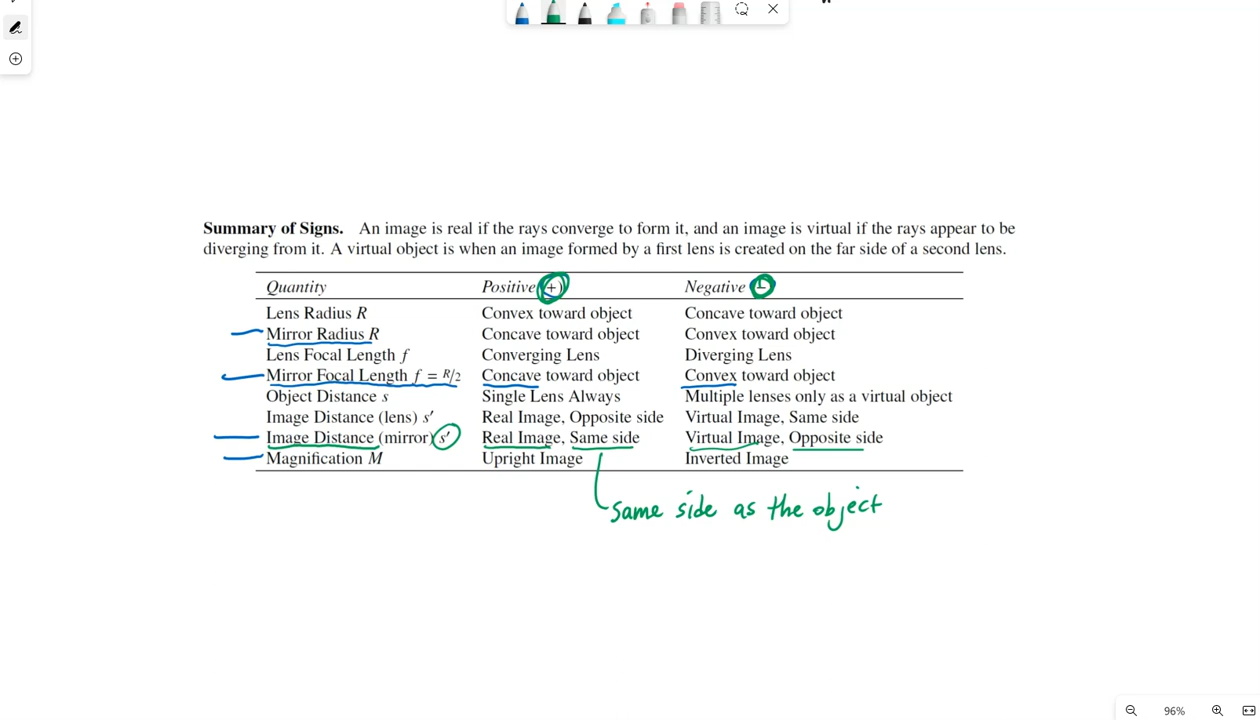 Summary of Signs. An image is real if the rays converge to form it, and an image is virtual if the rays appear to be
diverging from it. A virtual object is when an image formed by a first lens is created on the far side of a second lens.
Quantity Positive (+) Negative (-)
Lens Radius R Convex toward object Concave toward object
Mirror Radius R Concave toward object Convex toward object
Lens Focal Length f Converging Lens Diverging Lens
Mirror Focal Length f = R/2 Concave toward object Convex toward object
Object Distance s Single Lens Always Multiple lenses only as a virtual object
Image Distance (lens) s′ Real Image, Opposite side Virtual Image, Same side
Image Distance (mirror) s′ Real Image, Same side Virtual Image, Opposite side
Magnification M Upright Image Inverted Image
same side as the object
96%